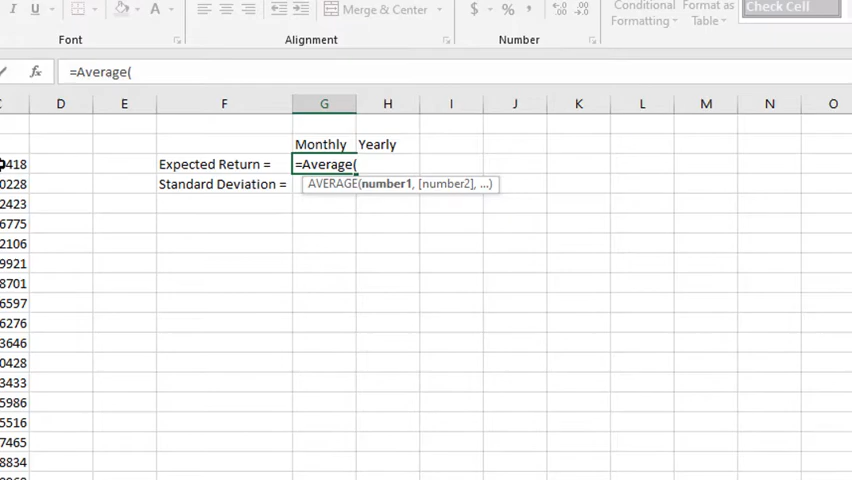 I U A Merge & Center $ % , Conditional Format as Check Cell
Formatting Table
Font Alignment Number
fx =Average(
C D E F G H I J K L M N O
Monthly Yearly
0418 Expected Return = =Average(
0228 Standard Deviation = AVERAGE(number1, [number2], ...)
2423
6775
2106
9921
8701
6597
6276
3646
0428
3433
5986
5516
7465
8834